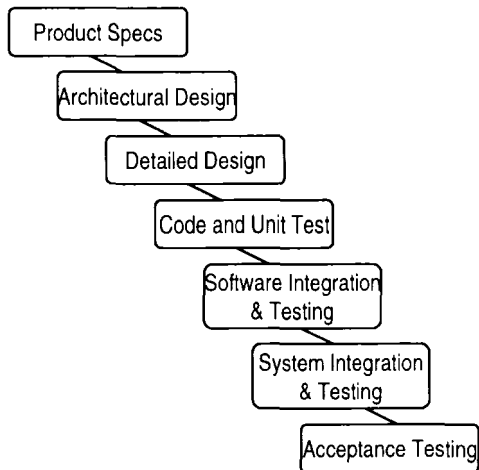 Product Specs
Architectural Design
Detailed Design
Code and Unit Test
Software Integration
& Testing
System Integration
& Testing
Acceptance Testing